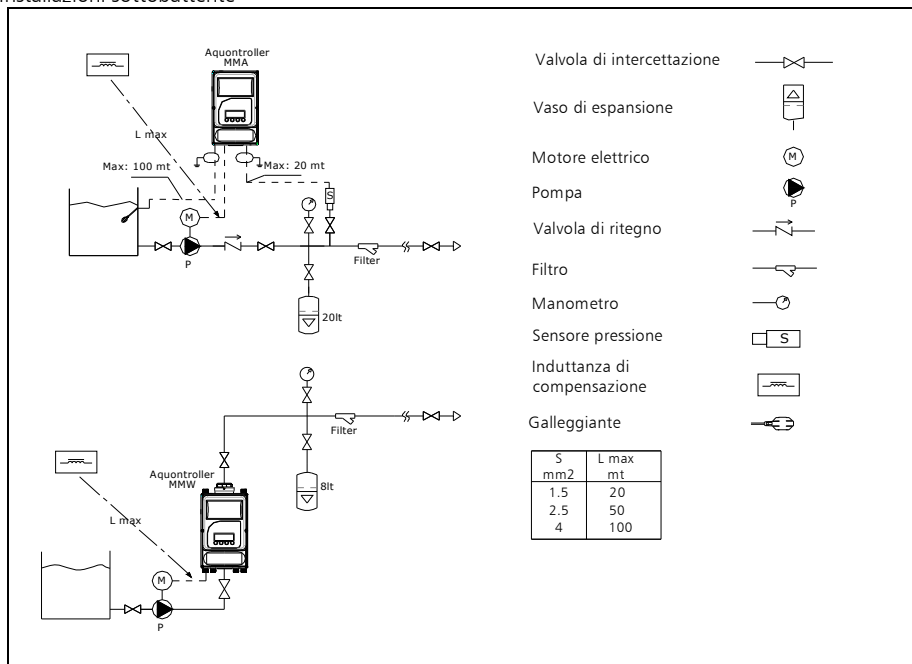 Installazioni sottobattente
Aquontroller
MMA
L max
Max: 100 mt
Max: 20 mt
S
M
P
Filter
20lt
Aquontroller
MMW
L max
Filter
8lt
M
P
Valvola di intercettazione
Vaso di espansione
Motore elettrico
M
Pompa
P
Valvola di ritegno
Filtro
Manometro
Sensore pressione
S
Induttanza di
compensazione
Galleggiante
S L max
mm2 mt
1.5 20
2.5 50
4 100